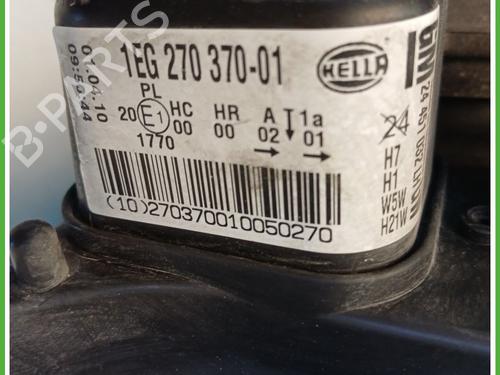 B-PARTS
01.04.10
09:50:44
1EG 270 370-01
HELLA
PL
20 E1 HC HR A 1a
00 00 02 01
1770
(10)270370010050270
24
H7
H1
W5W
H21W